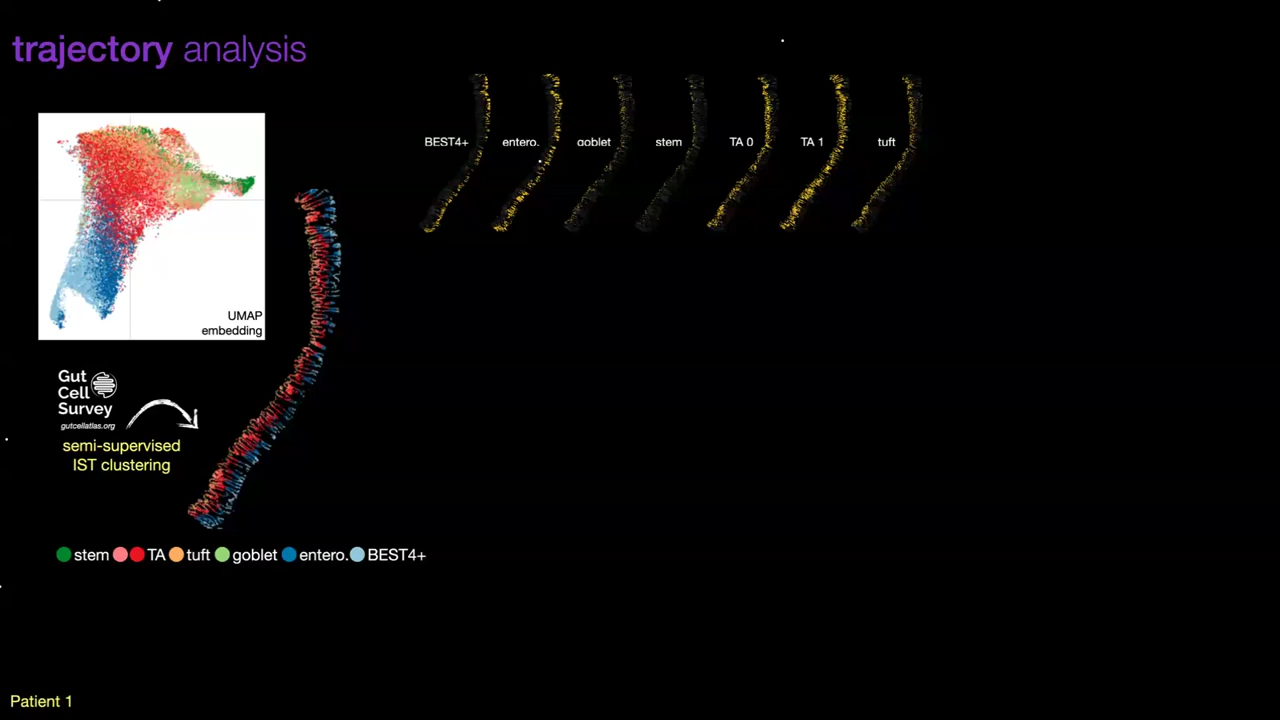 trajectory analysis
BEST4+ entero. goblet stem TA 0 TA 1 tuft
UMAP
embedding
Gut
Cell
Survey
gutcellatlas.org
semi-supervised
IST clustering
stem TA tuft goblet entero. BEST4+
Patient 1